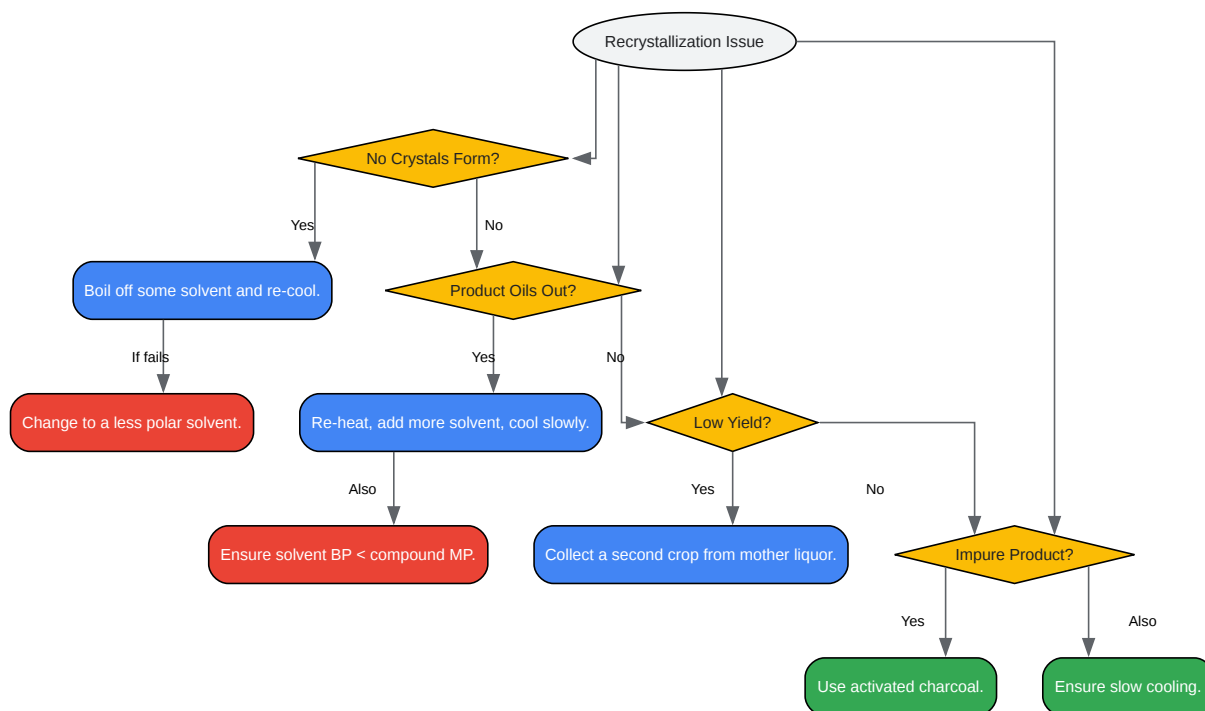 Recrystallization Issue
No Crystals Form?
Yes
No
Boil off some solvent and re-cool.
Product Oils Out?
If fails
Yes
No
Change to a less polar solvent.
Re-heat, add more solvent, cool slowly.
Low Yield?
Also
Yes
No
Ensure solvent BP < compound MP.
Collect a second crop from mother liquor.
Impure Product?
Yes
Also
Use activated charcoal.
Ensure slow cooling.